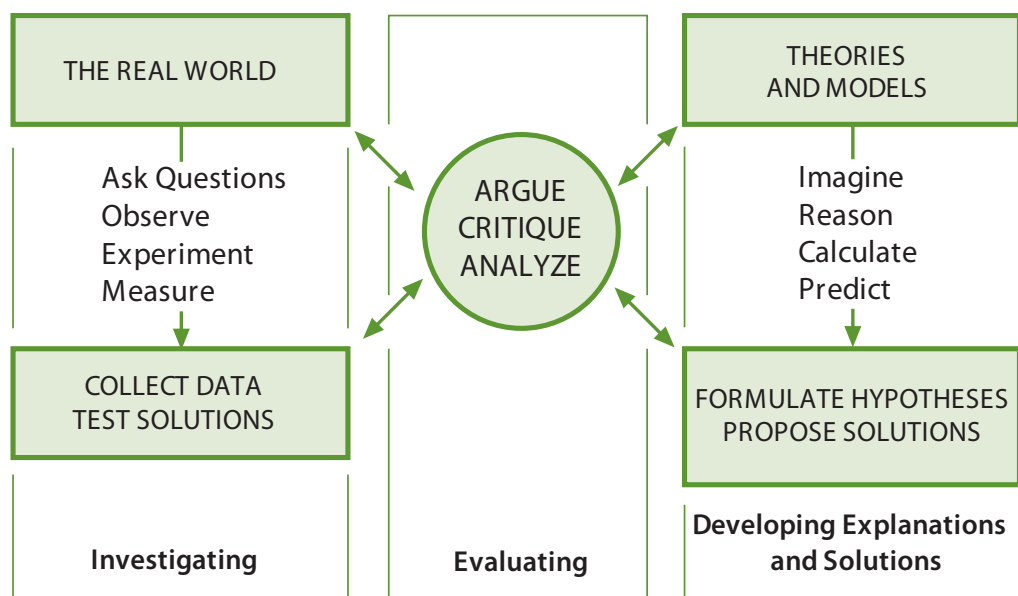 THE REAL WORLD
Ask Questions
Observe
Experiment
Measure
COLLECT DATA
TEST SOLUTIONS
Investigating
ARGUE
CRITIQUE
ANALYZE
Evaluating
THEORIES
AND MODELS
Imagine
Reason
Calculate
Predict
FORMULATE HYPOTHESES
PROPOSE SOLUTIONS
Developing Explanations
and Solutions